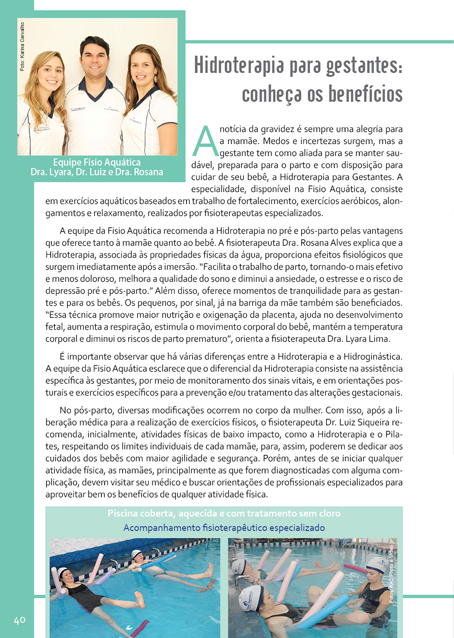 Foto: Karina Carvalho
Equipe Fisio Aquática
Dra. Lyara, Dr. Luiz e Dra. Rosana
Hidroterapia para gestantes:
conheça os benefícios
A notícia da gravidez é sempre uma alegria para
a mamãe. Medos e incertezas surgem, mas a
gestante tem como aliada para se manter sau-
dável, preparada para o parto e com disposição para
cuidar de seu bebê, a Hidroterapia para Gestantes. A
especialidade, disponível na Fisio Aquática, consiste
em exercícios aquáticos baseados em trabalho de fortalecimento, exercícios aeróbicos, alon-
gamentos e relaxamento, realizados por fisioterapeutas especializados.
A equipe da Fisio Aquática recomenda a Hidroterapia no pré e pós-parto pelas vantagens
que oferece tanto à mamãe quanto ao bebê. A fisioterapeuta Dra. Rosana Alves explica que a
Hidroterapia, associada às propriedades físicas da água, proporciona efeitos fisiológicos que
surgem imediatamente após a imersão. “Facilita o trabalho de parto, tornando-o mais efetivo
e menos doloroso, melhora a qualidade do sono e diminui a ansiedade, o estresse e o risco de
depressão pré e pós-parto.” Além disso, oferece momentos de tranquilidade para as gestan-
tes e para os bebês. Os pequenos, por sinal, já na barriga da mãe também são beneficiados.
“Essa técnica promove maior nutrição e oxigenação da placenta, ajuda no desenvolvimento
fetal, aumenta a respiração, estimula o movimento corporal do bebê, mantém a temperatura
corporal e diminui os riscos de parto prematuro”, orienta a fisioterapeuta Dra. Lyara Lima.
É importante observar que há várias diferenças entre a Hidroterapia e a Hidroginástica.
A equipe da Fisio Aquática esclarece que o diferencial da Hidroterapia consiste na assistência
específica às gestantes, por meio de monitoramento dos sinais vitais, e em orientações pos-
turais e exercícios específicos para a prevenção e/ou tratamento das alterações gestacionais.
No pós-parto, diversas modificações ocorrem no corpo da mulher. Com isso, após a li-
beração médica para a realização de exercícios físicos, o fisioterapeuta Dr. Luiz Siqueira re-
comenda, inicialmente, atividades físicas de baixo impacto, como a Hidroterapia e o Pila-
tes, respeitando os limites individuais de cada mamãe, para, assim, poderem se dedicar aos
cuidados dos bebês com maior agilidade e segurança. Porém, antes de se iniciar qualquer
atividade física, as mamães, principalmente as que forem diagnosticadas com alguma com-
plicação, devem visitar seu médico e buscar orientações de profissionais especializados para
aproveitar bem os benefícios de qualquer atividade física.
Piscina coberta, aquecida e com tratamento sem cloro
Acompanhamento fisioterapêutico especializado
40